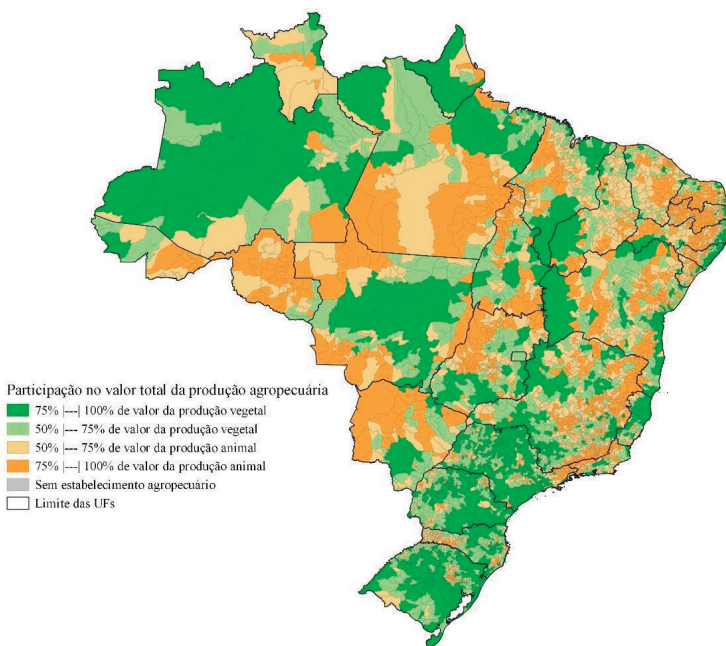 Participação no valor total da produção agropecuária
75% |---| 100% de valor da produção vegetal
50% |--- 75% de valor da produção vegetal
50% |--- 75% de valor da produção animal
75% |---| 100% de valor da produção animal
Sem estabelecimento agropecuário
Limite das UFs